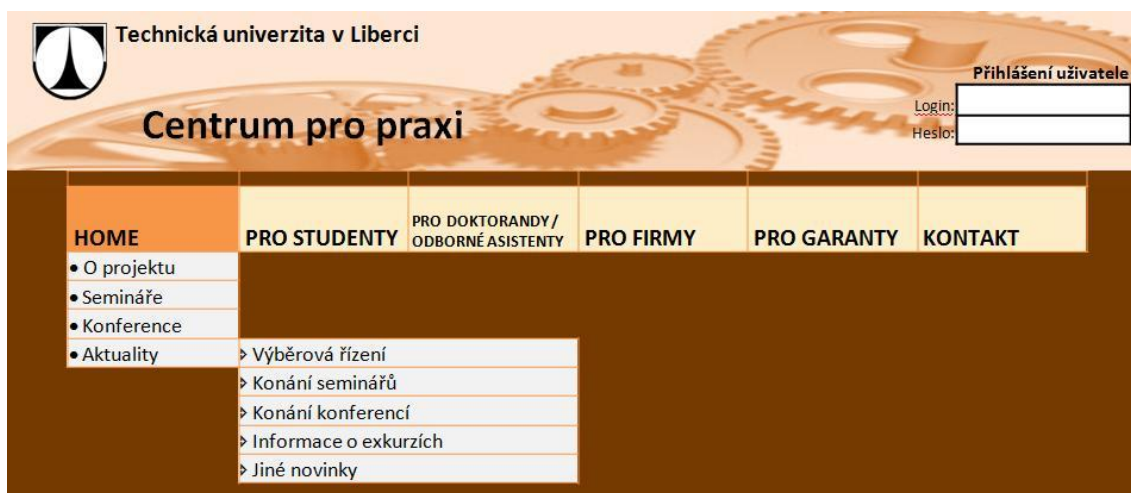 Technická univerzita v Liberci
Centrum pro praxi
Přihlášení uživatele
Login:
Heslo:
HOME
PRO STUDENTY
PRO DOKTORANDY/
ODBORNÉ ASISTENTY
PRO FIRMY
PRO GARANTY
KONTAKT
• O projektu
• Semináře
• Konference
• Aktuality
Výběrová řízení
Konání seminářů
Konání konferencí
Informace o exkurzích
Jiné novinky